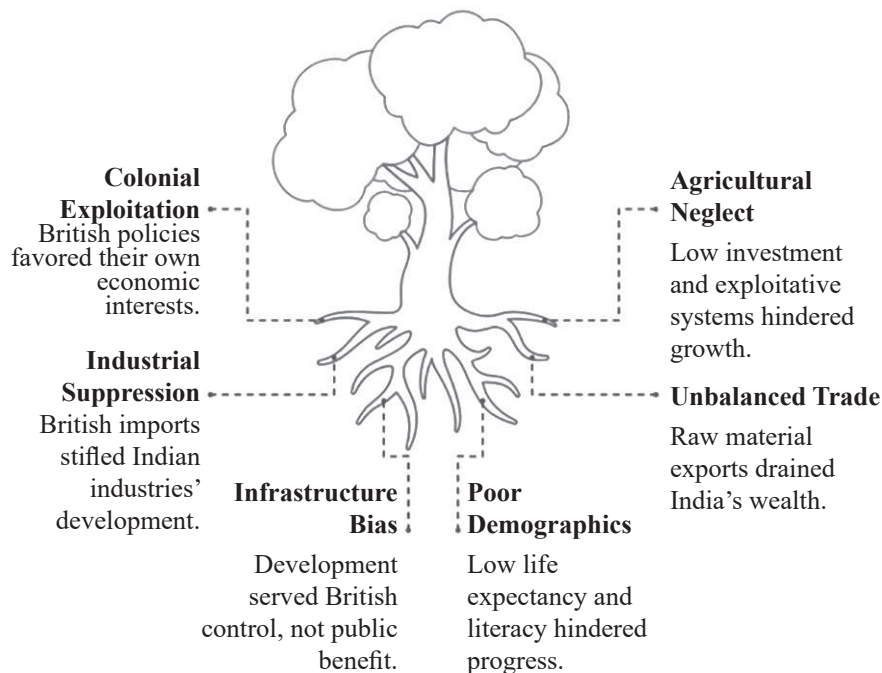 Colonial
Exploitation
British policies
favored their own
economic
interests.
Industrial
Suppression
British imports
stifled Indian
industries’
development.
Infrastructure
Bias
Development
served British
control, not public
benefit.
Poor
Demographics
Low life
expectancy and
literacy hindered
progress.
Agricultural
Neglect
Low investment
and exploitative
systems hindered
growth.
Unbalanced Trade
Raw material
exports drained
India’s wealth.